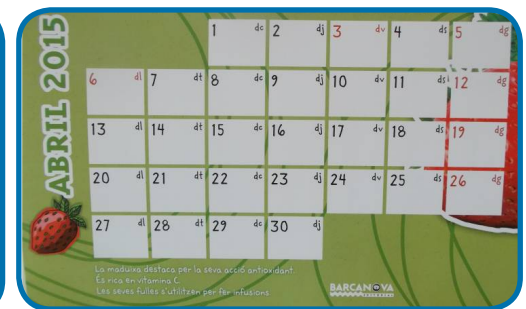 ABRIL 2015
1 dc 2 dj 3 dv 4 ds 5 dg
6 dl 7 dt 8 dc 9 dj 10 dv 11 ds 12 dg
13 dl 14 dt 15 dc 16 dj 17 dv 18 ds 19 dg
20 dl 21 dt 22 dc 23 dj 24 dv 25 ds 26 dg
27 dl 28 dt 29 dc 30 dj
La maduixa destaca per la seva acció antioxidant.
És rica en vitamina C.
Les seves fulles s'utilitzen per fer infusions.
BARCANOVA